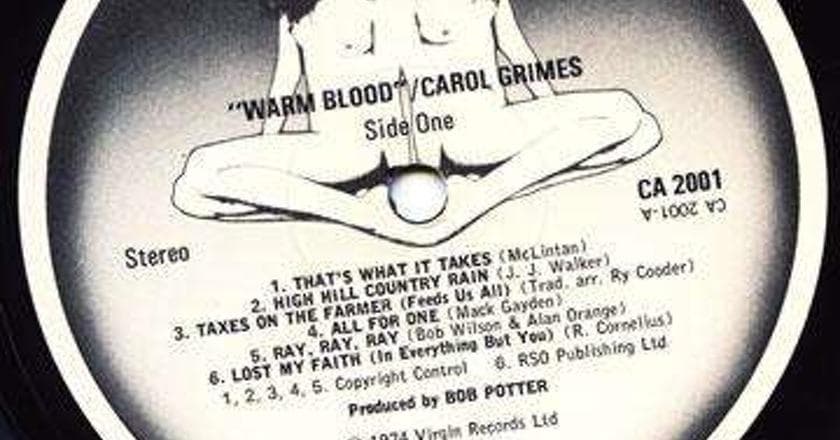 "WARM BLOOD"/CAROL GRIMES
Side One
CA 2001
CA 2001-A
Stereo
1. THAT'S WHAT IT TAKES (McLintan)
2. HIGH HILL COUNTRY RAIN (J. J. Walker)
3. TAXES ON THE FARMER (Feeds Us All) (Trad. arr. Ry Cooder)
4. ALL FOR ONE (Mack Gayden)
5. RAY, RAY, RAY (Bob Wilson & Alan Orange)
6. LOST MY FAITH (In Everything But You) (R. Cornelius)
1, 2, 3, 4, 5. Copyright Control 6. RSO Publishing Ltd
Produced by BOB POTTER
1974 Virgin Records Ltd